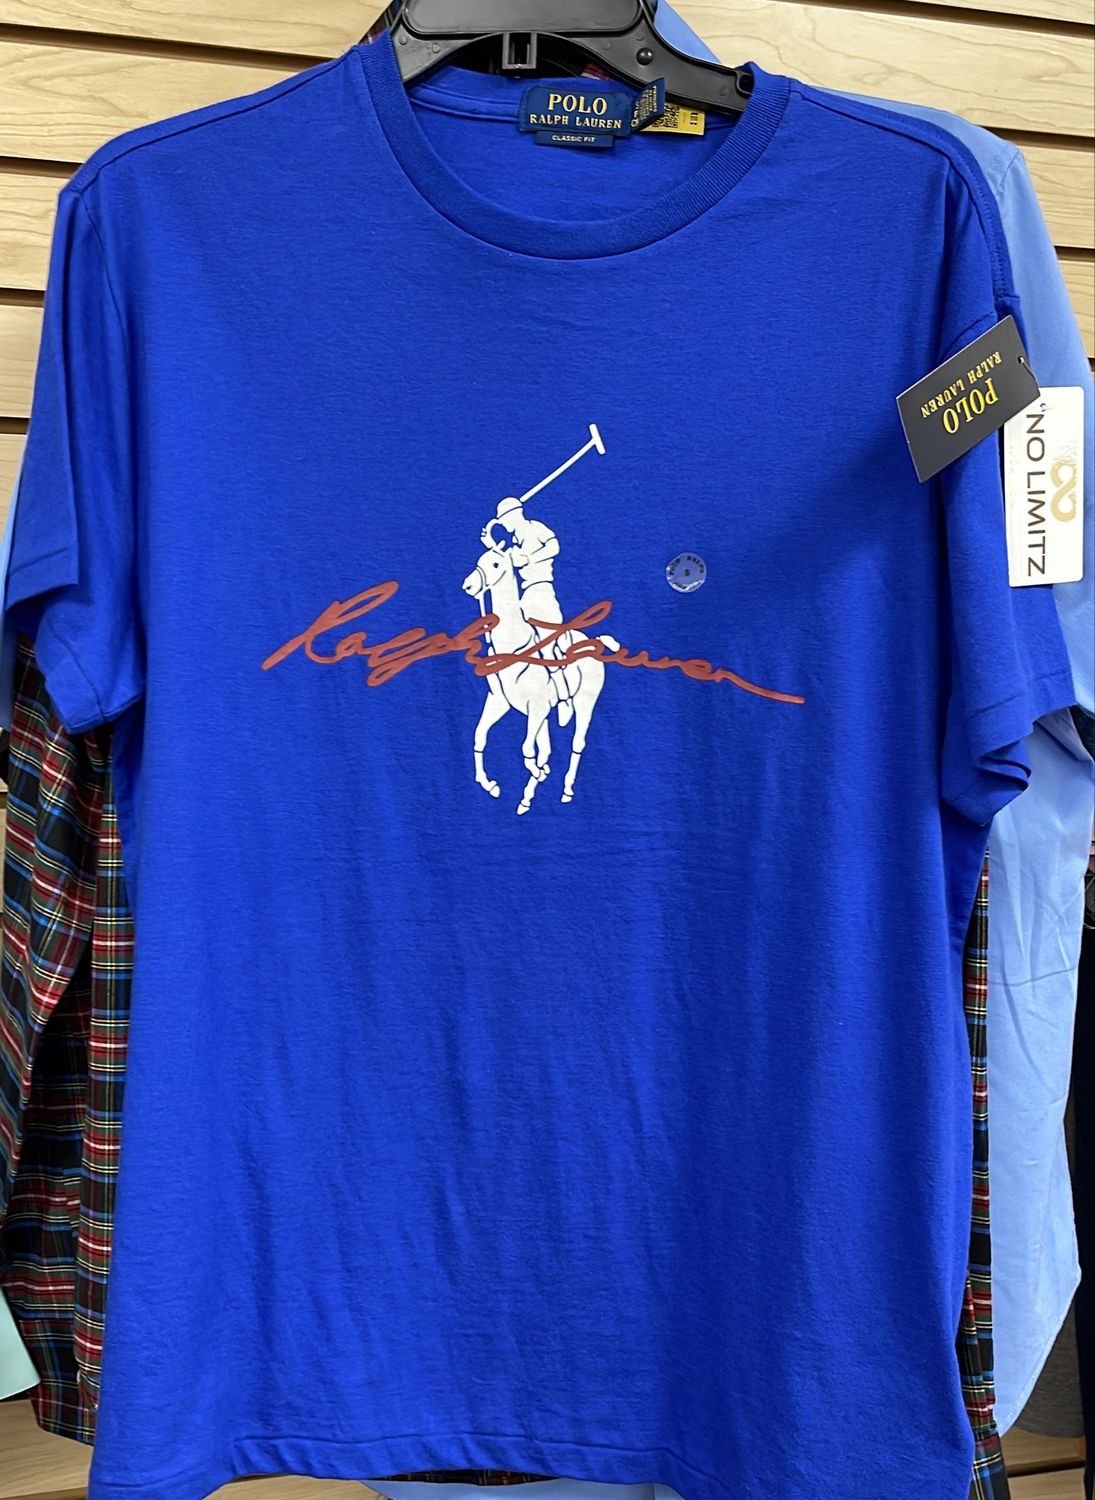 POLO
RALPH LAUREN
CLASSIC FIT
POLO
RALPH LAUREN
NO LIMITZ
Ralph Lauren
S